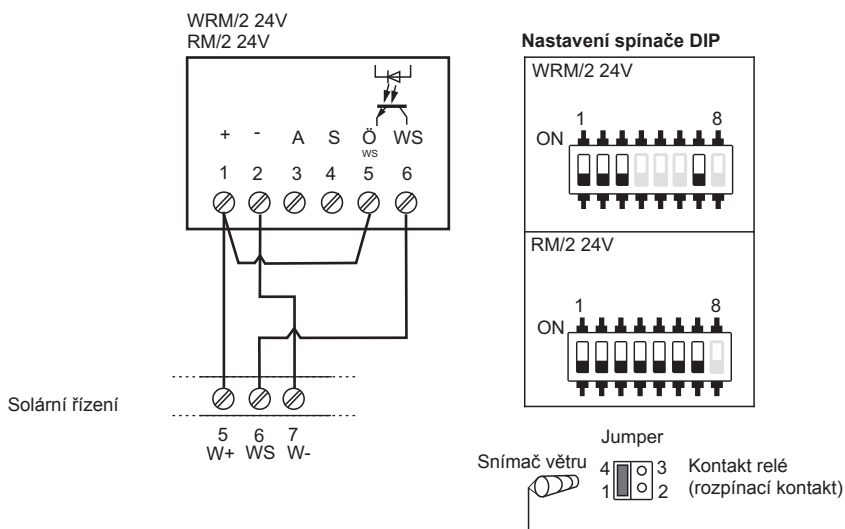 WRM/2 24V
RM/2 24V
+ - A S Ö WS
WS
1 2 3 4 5 6
Solární řízení
5 6 7
W+ WS W-
Nastavení spínače DIP
WRM/2 24V
1 8
ON
RM/2 24V
1 8
ON
Jumper
Snímač větru
4 3
1 2
Kontakt relé
(rozpínací kontakt)